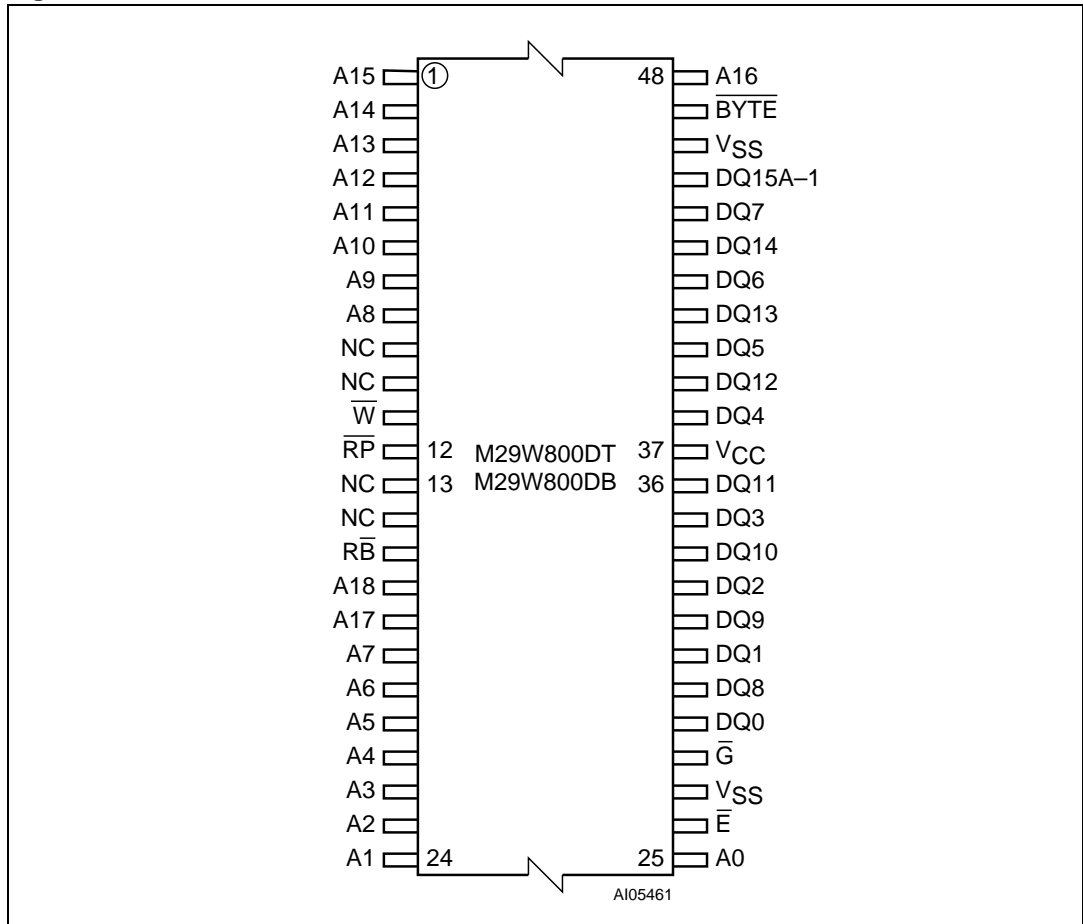 A15 ① 48 A16
A14 B̅Y̅T̅E̅
A13 VSS
A12 DQ15A–1
A11 DQ7
A10 DQ14
A9 DQ6
A8 DQ13
NC DQ5
NC DQ12
W̅ DQ4
R̅P̅ 12 M29W800DT 37 VCC
NC 13 M29W800DB 36 DQ11
NC DQ3
RB̅ DQ10
A18 DQ2
A17 DQ9
A7 DQ1
A6 DQ8
A5 DQ0
A4 G̅
A3 VSS
A2 E̅
A1 24 25 A0
AI05461